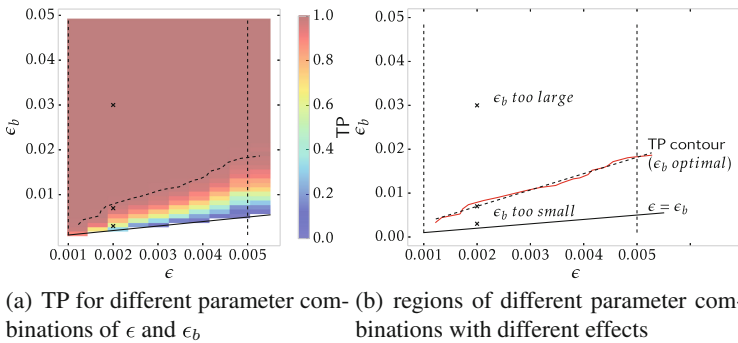 0.05
0.04
0.03
0.02
0.01
0.00
ϵ_b
0.001 0.002 0.003 0.004 0.005
ϵ
1.0
0.8
0.6
0.4
0.2
0.0
TP
0.05
0.04
0.03
0.02
0.01
0.00
ϵ_b
ϵ_b too large
TP contour
(ϵ_b optimal)
ϵ_b too small
ϵ = ϵ_b
0.001 0.002 0.003 0.004 0.005
ϵ
(a) TP for different parameter com-
binations of ϵ and ϵ_b
(b) regions of different parameter com-
binations with different effects